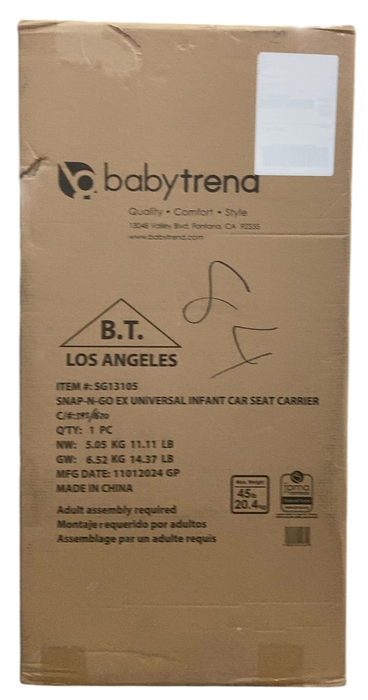 babytrend
Quality • Comfort • Style
13048 Valley Blvd, Fontana, CA 92335
www.babytrend.com
B.T.
LOS ANGELES
ITEM #: SG13105
SNAP-N-GO EX UNIVERSAL INFANT CAR SEAT CARRIER
C/#:
Q'TY: 1 PC
NW: 5.05 KG 11.11 LB
GW: 6.52 KG 14.37 LB
MFG DATE: 11012024 GP
MADE IN CHINA
Adult assembly required
Montaje requerido por adultos
Assemblage par un adulte requis
Max. Weight
45lb
20.4kg
jpma